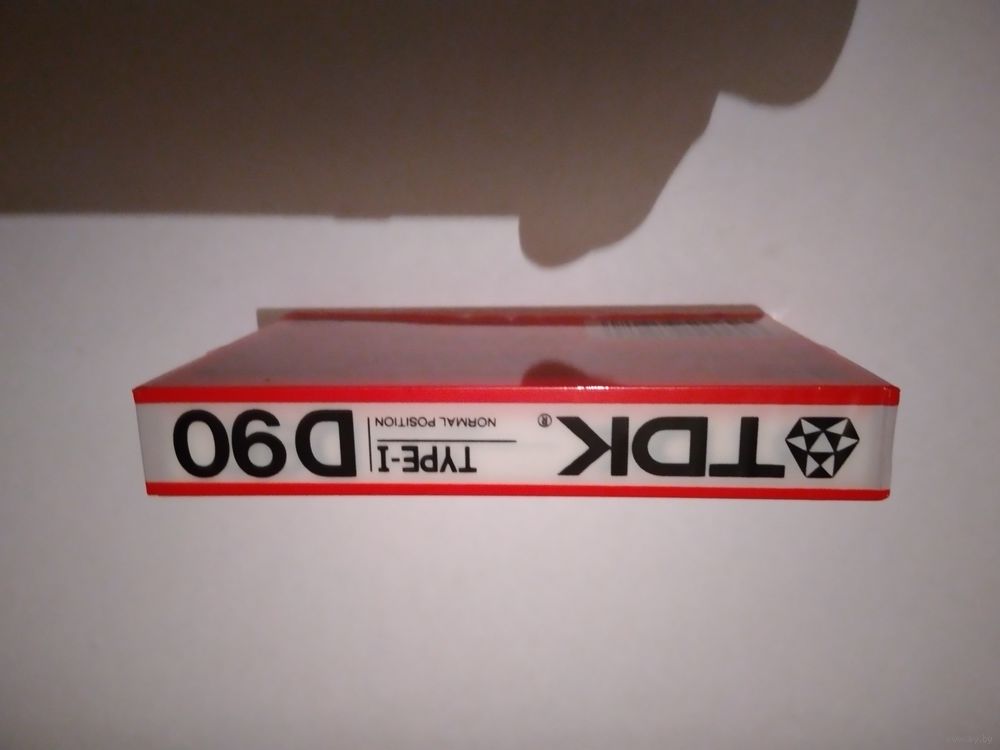 TDK® TYPE-I D90
NORMAL POSITION